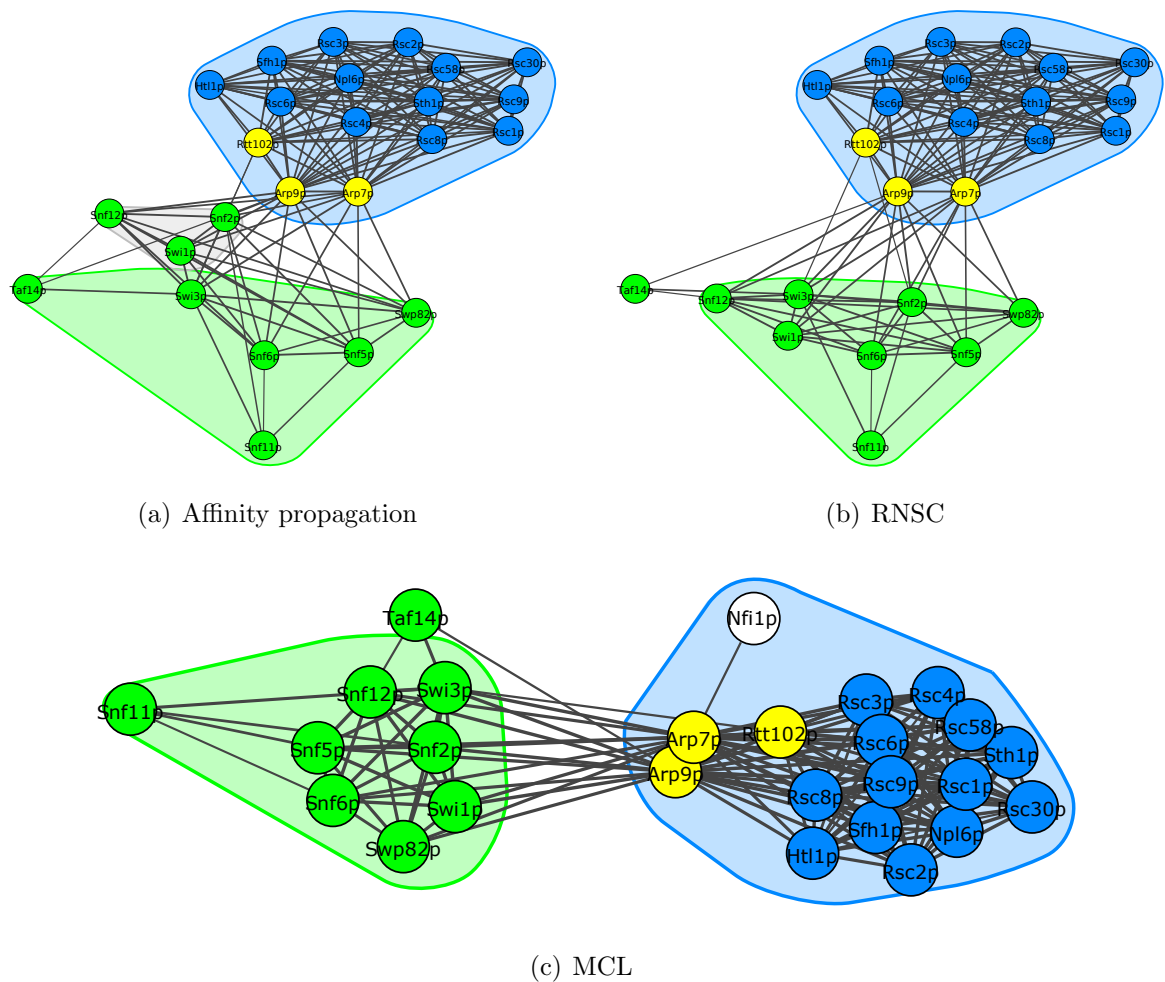 Rsc3p
Rsc2p
Sfh1p
Rsc58p
Rsc30p
Htl1p
Npl6p
Rsc6p
Sth1p
Rsc9p
Rsc4p
Rsc8p
Rsc1p
Rtt102p
Arp9p
Arp7p
Snf12p
Snf2p
Swi1p
Taf14p
Swi3p
Swp82p
Snf6p
Snf5p
Snf11p
(a) Affinity propagation
Rsc3p
Rsc2p
Sfh1p
Rsc58p
Rsc30p
Htl1p
Npl6p
Rsc6p
Sth1p
Rsc9p
Rsc4p
Rsc8p
Rsc1p
Rtt102p
Arp9p
Arp7p
Taf14p
Snf12p
Swi3p
Snf2p
Swp82p
Swi1p
Snf6p
Snf5p
Snf11p
(b) RNSC
Taf14p
Nfi1p
Snf12p
Swi3p
Snf11p
Snf5p
Snf2p
Snf6p
Swi1p
Swp82p
Arp7p
Rtt102p
Arp9p
Rsc3p
Rsc4p
Rsc6p
Rsc58p
Sth1p
Rsc8p
Rsc9p
Rsc1p
Rsc30p
Sfh1p
Npl6p
Htl1p
Rsc2p
(c) MCL